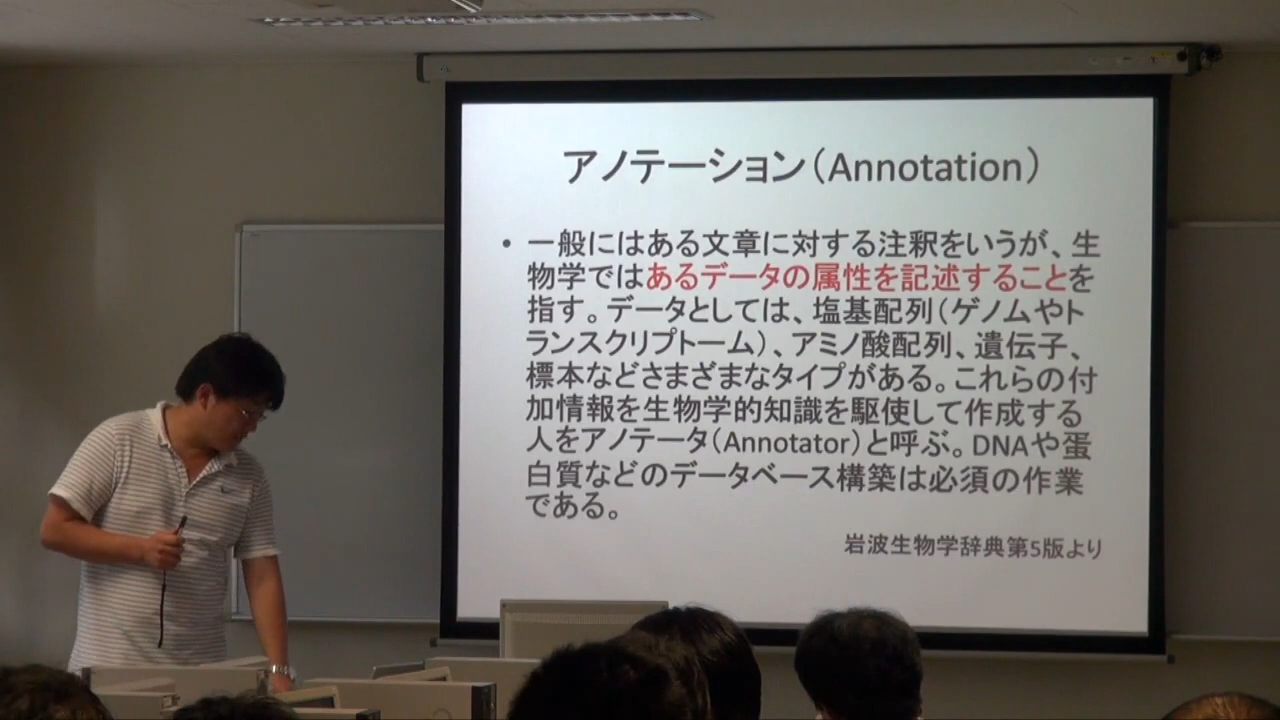 アノテーション（Annotation）
• 一般にはある文章に対する注釈をいうが、生
物学ではあるデータの属性を記述することを
指す。データとしては、塩基配列（ゲノムやト
ランスクリプトーム）、アミノ酸配列、遺伝子、
標本などさまざまなタイプがある。これらの付
加情報を生物学的知識を駆使して作成する
人をアノテータ（Annotator）と呼ぶ。DNAや蛋
白質などのデータベース構築は必須の作業
である。
岩波生物学辞典第5版より